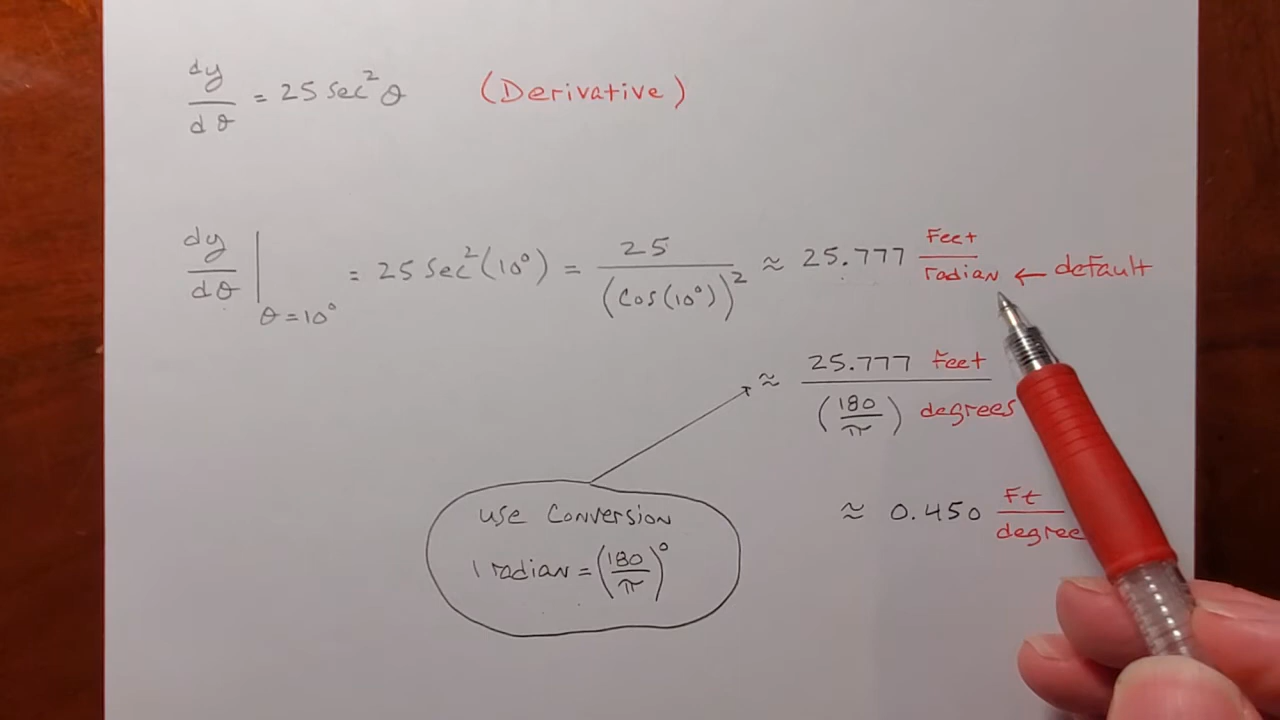 dy/dθ = 25 sec²θ (Derivative)
dy/dθ |θ=10° = 25 sec²(10°) = 25/(cos(10°))² ≈ 25.777 Feet/radian ← default
≈ 25.777 Feet/(180/π) degrees
≈ 0.450 Ft/degree
use conversion
1 radian = (180/π)°